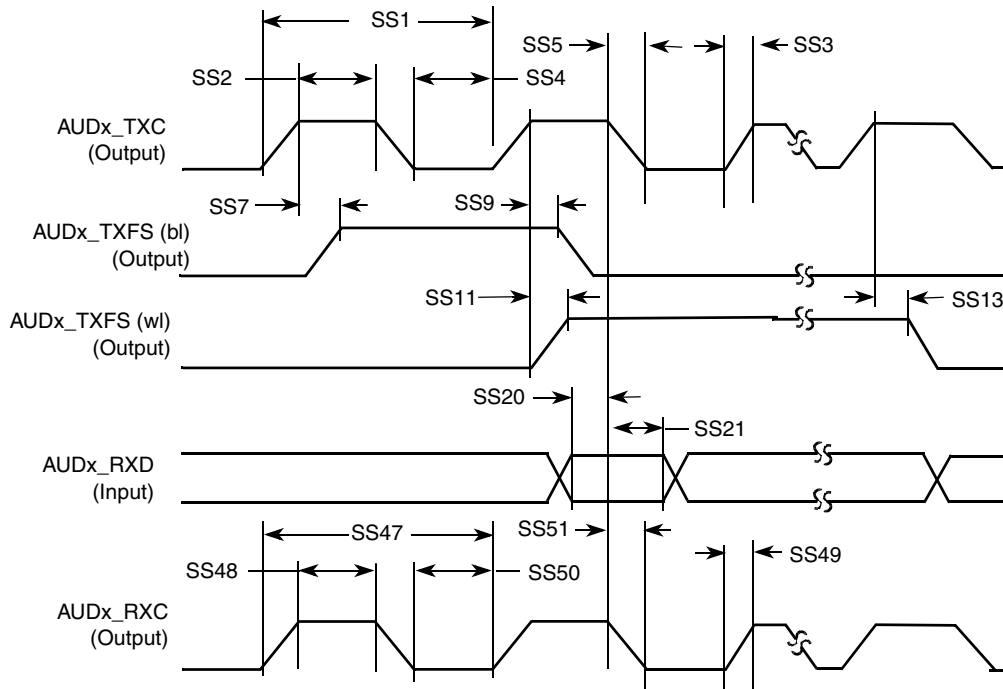 SS1
SS5
SS3
SS2
SS4
AUDx_TXC
(Output)
SS7
SS9
AUDx_TXFS (bl)
(Output)
SS11
SS13
AUDx_TXFS (wl)
(Output)
SS20
SS21
AUDx_RXD
(Input)
SS47
SS51
SS49
SS48
SS50
AUDx_RXC
(Output)